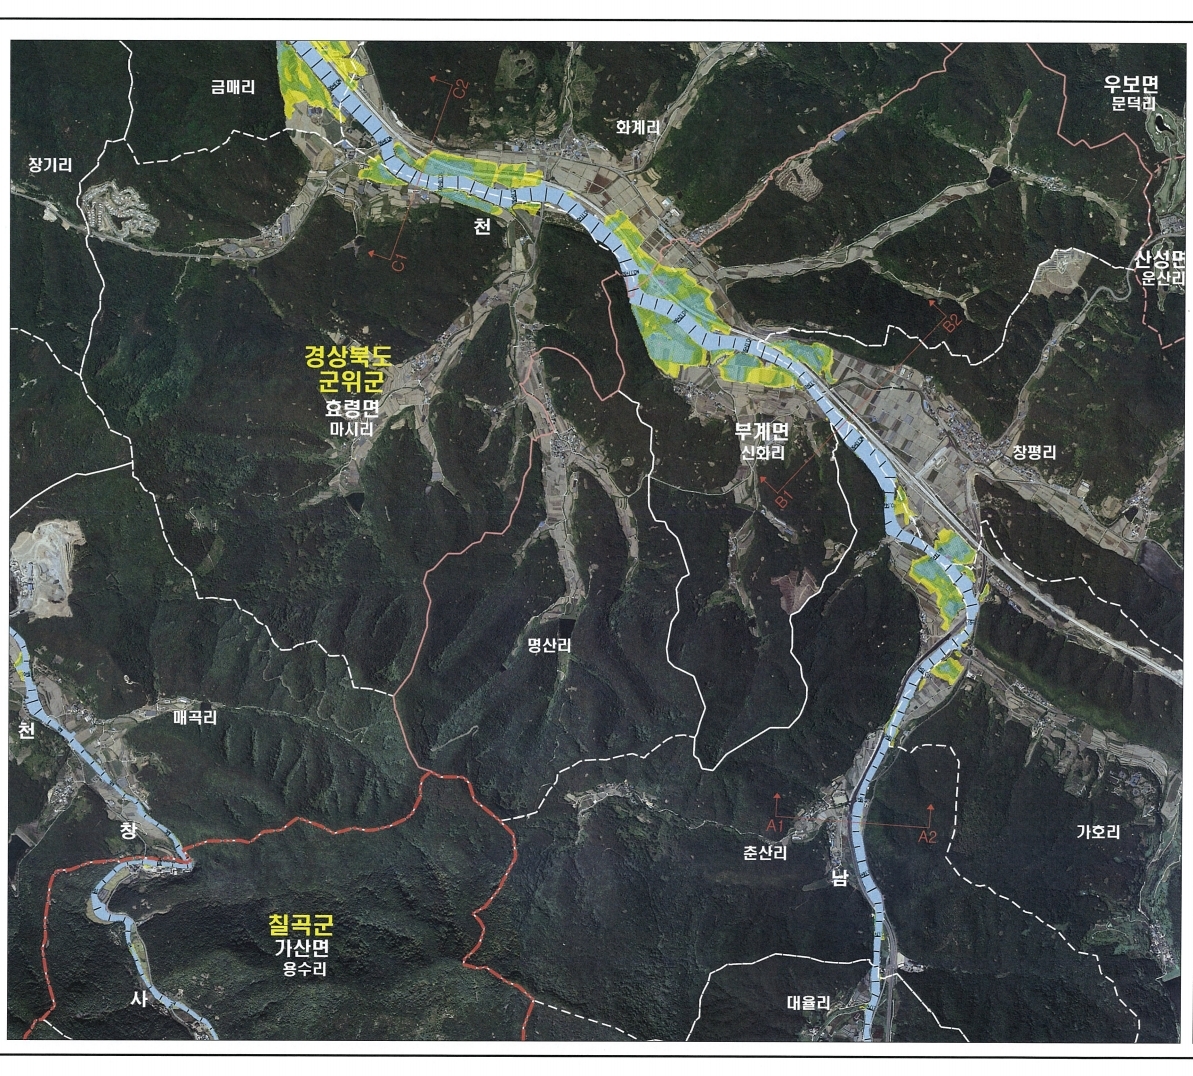 금매리
C2
우보면
문덕리
화계리
장기리
천
C1
산성면
운산리
B2
경상북도
군위군
효령면
마시리
부계면
신화리
창평리
B1
명산리
매곡리
천
창
A1
A2
가호리
춘산리
남
칠곡군
가산면
용수리
사
대율리